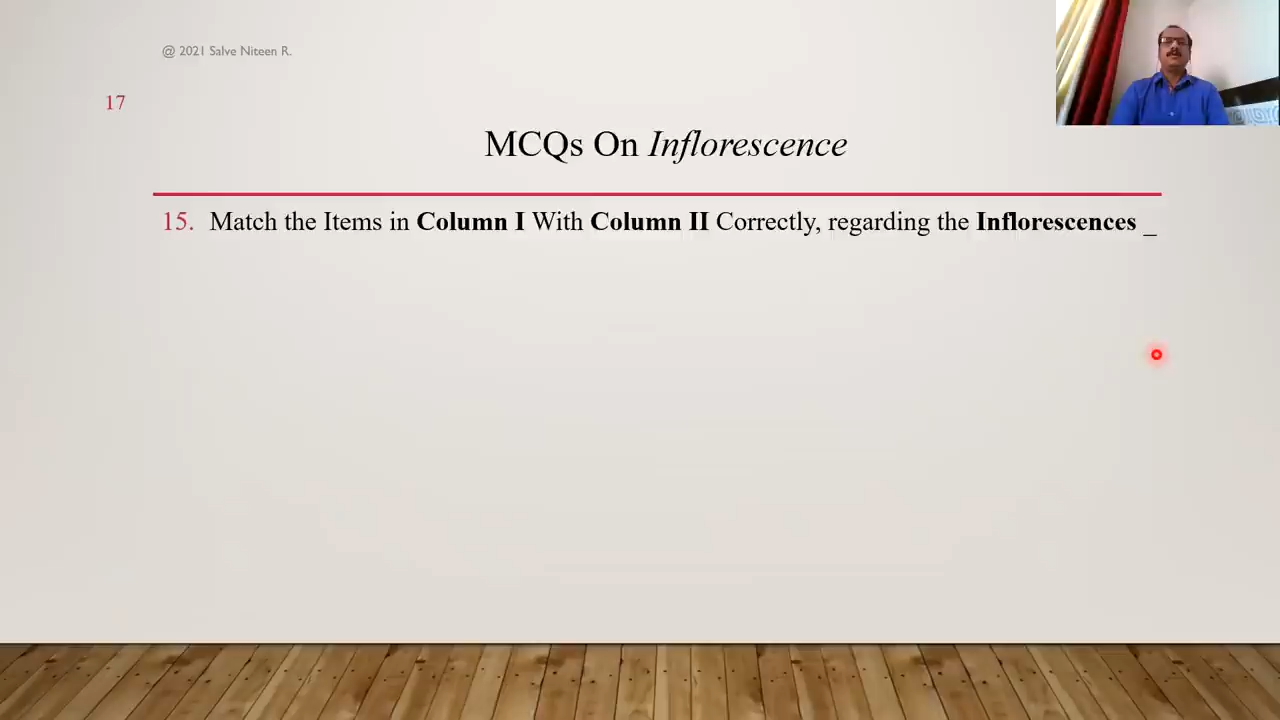 @ 2021 Salve Niteen R.
17
MCQs On Inflorescence
15. Match the Items in Column I With Column II Correctly, regarding the Inflorescences _